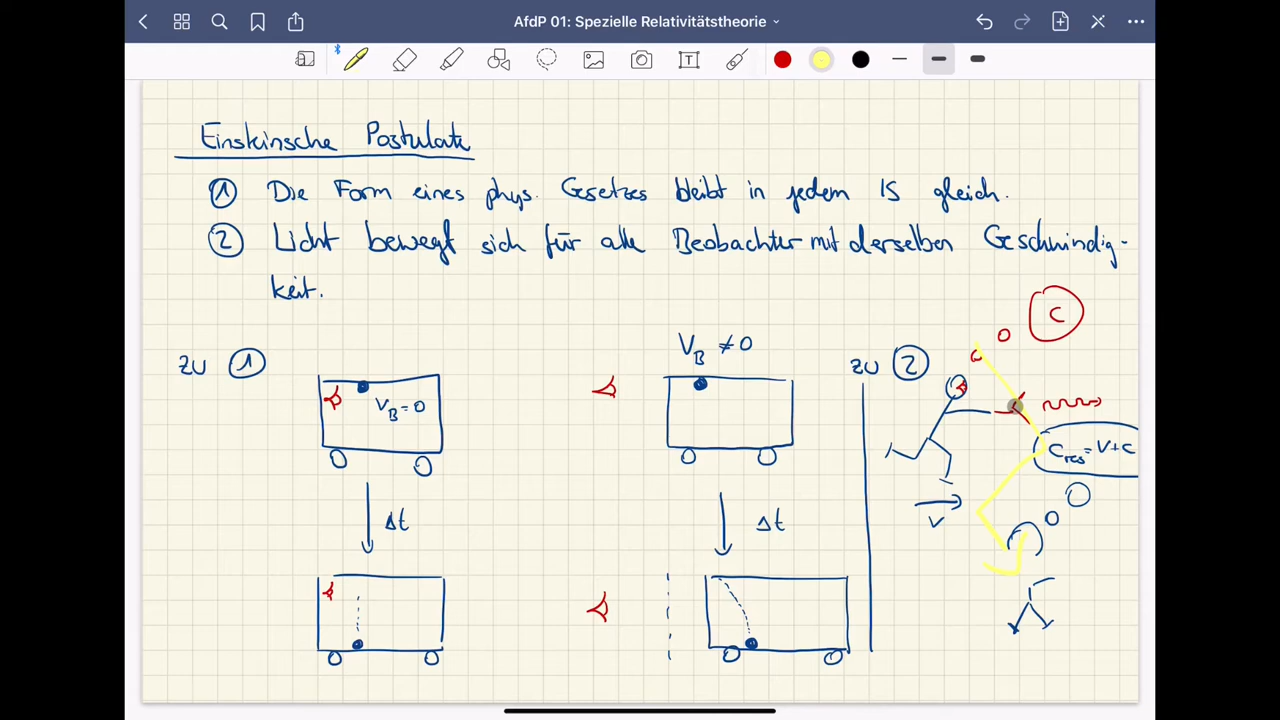 AfdP 01: Spezielle Relativitätstheorie
T
Einsteinsche Postulate
① Die Form eines phys. Gesetzes bleibt in jedem IS gleich.
② Licht bewegt sich für alle Beobachter mit derselben Geschwindig-
keit.
zu ①
V_B = 0
Δt
V_B ≠ 0
Δt
zu ②
C
C_res = V + C
V